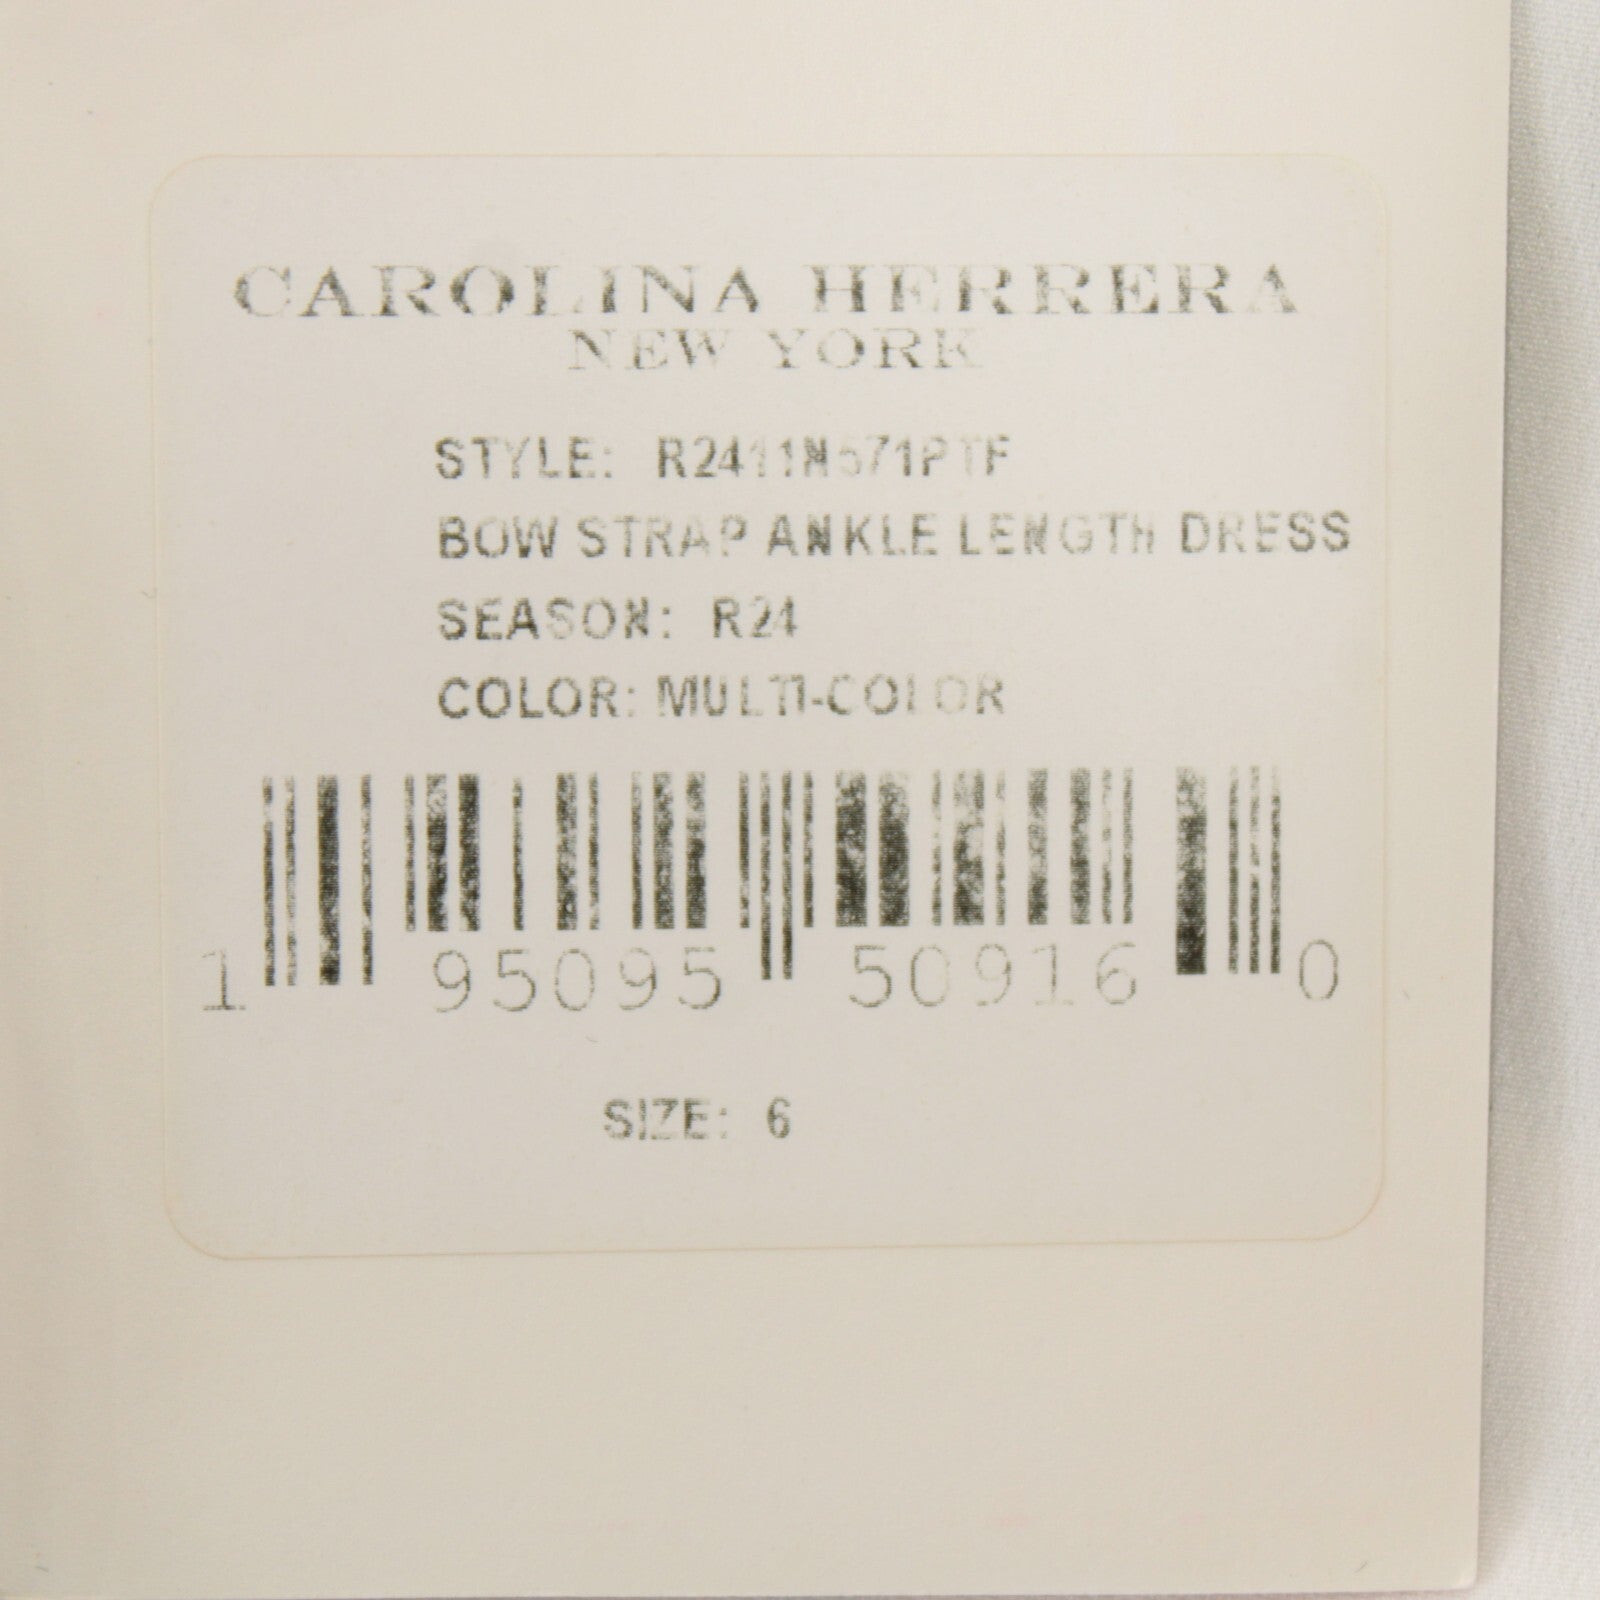 CAROLINA HERRERA
NEW YORK
STYLE: R2411N571PTF
BOW STRAP ANKLE LENGTH DRESS
SEASON: R24
COLOR: MULTI-COLOR
1 95095 50916 0
SIZE: 6